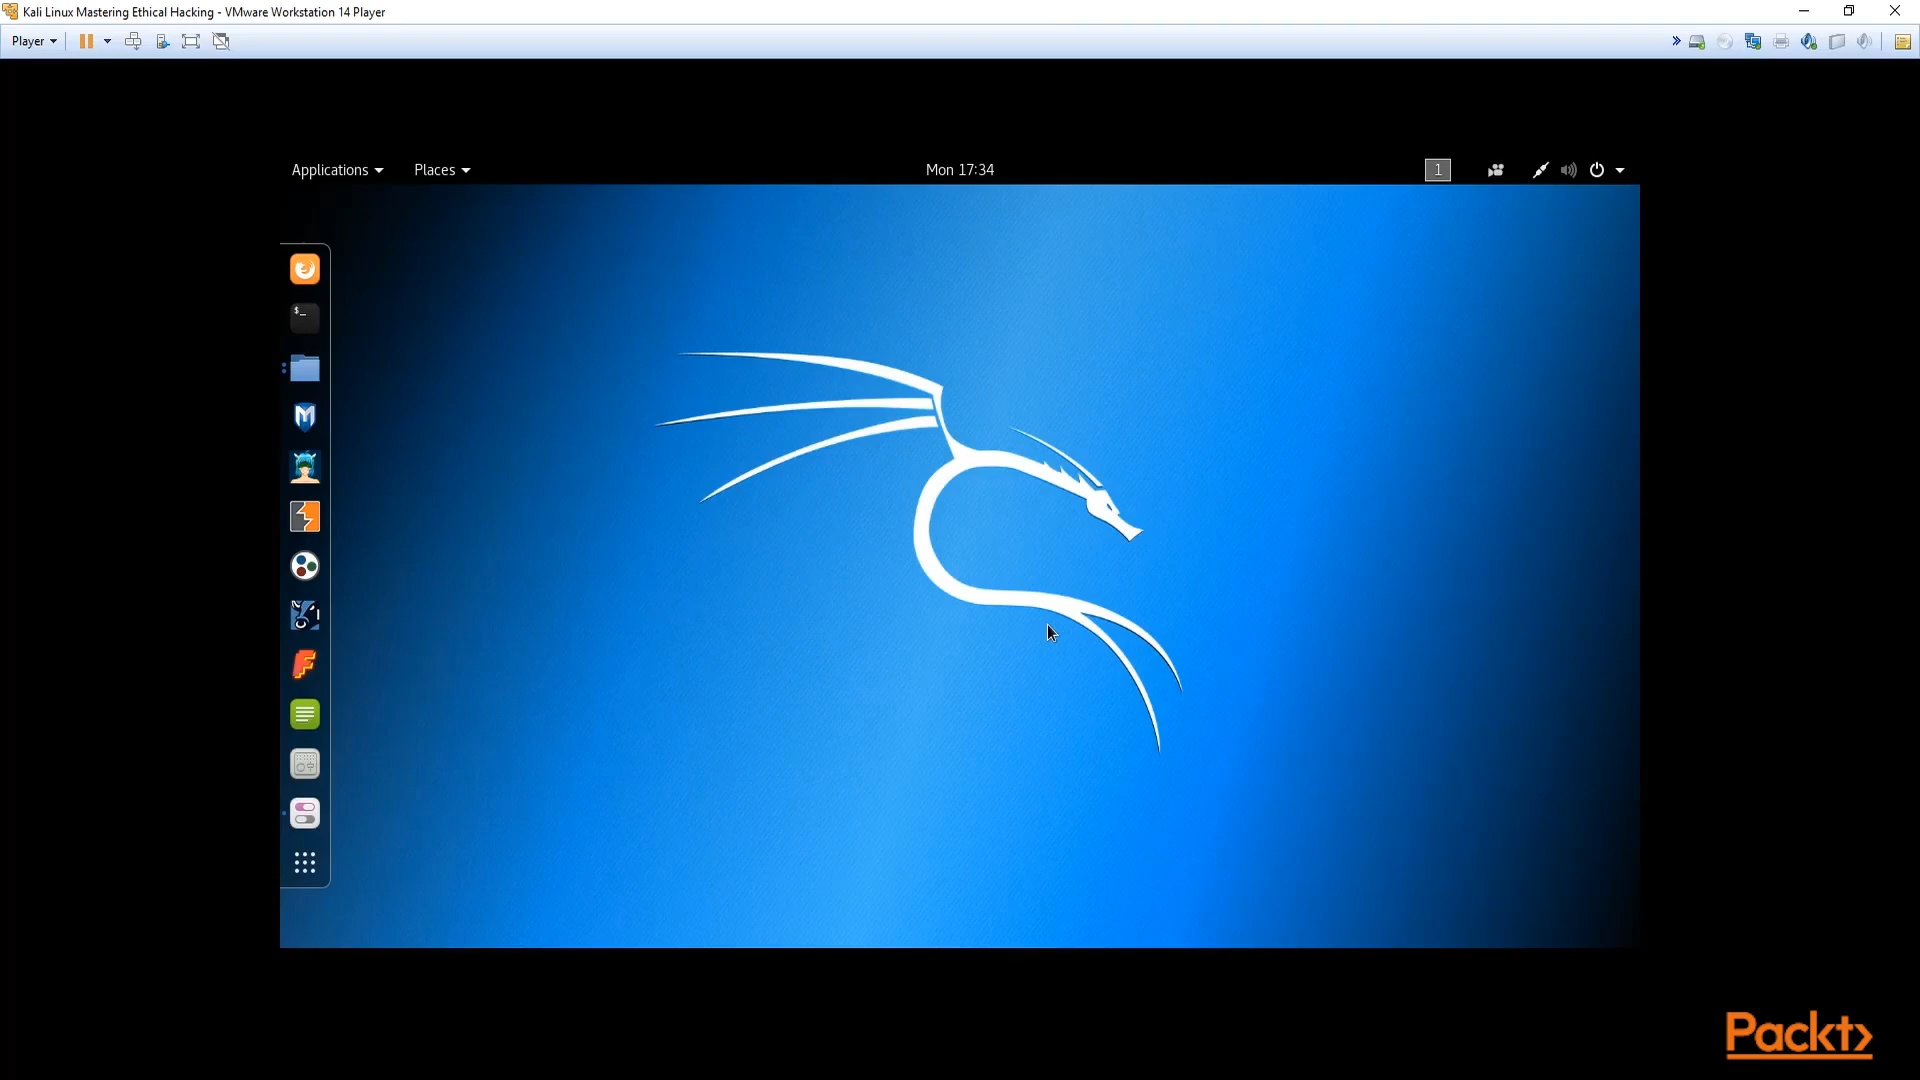 Kali Linux Mastering Ethical Hacking - VMware Workstation 14 Player
Player
Applications
Places
Mon 17:34
1
$_
Packt>